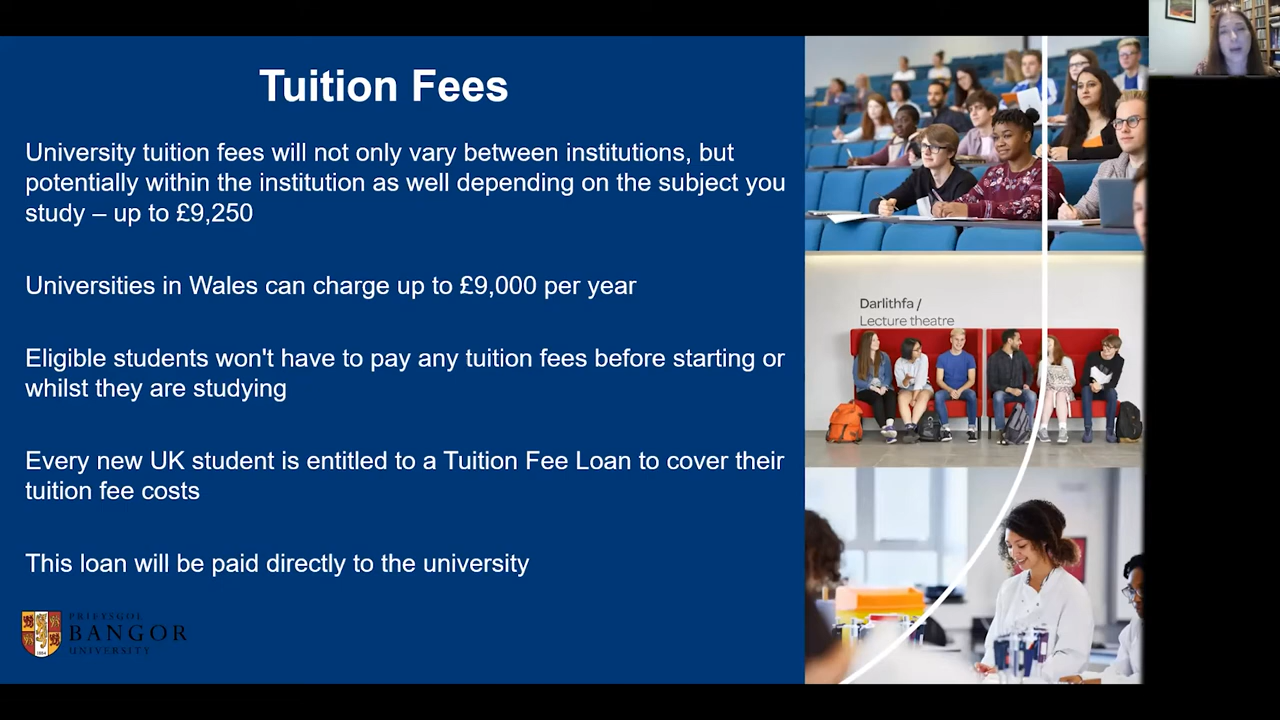 Tuition Fees
University tuition fees will not only vary between institutions, but
potentially within the institution as well depending on the subject you
study – up to £9,250
Universities in Wales can charge up to £9,000 per year
Eligible students won't have to pay any tuition fees before starting or
whilst they are studying
Every new UK student is entitled to a Tuition Fee Loan to cover their
tuition fee costs
This loan will be paid directly to the university
PRIFYSGOL
BANGOR
UNIVERSITY
Darlithfa /
Lecture theatre